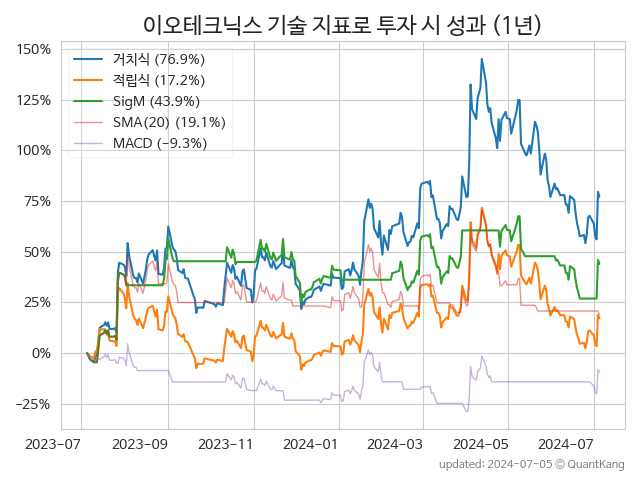 이오테크닉스 기술 지표로 투자 시 성과 (1년)
150%
125%
100%
75%
50%
25%
0%
−25%
거치식 (76.9%)
적립식 (17.2%)
SigM (43.9%)
SMA(20) (19.1%)
MACD (−9.3%)
2023−07
2023−09
2023−11
2024−01
2024−03
2024−05
2024−07
updated: 2024-07-05 © QuantKang